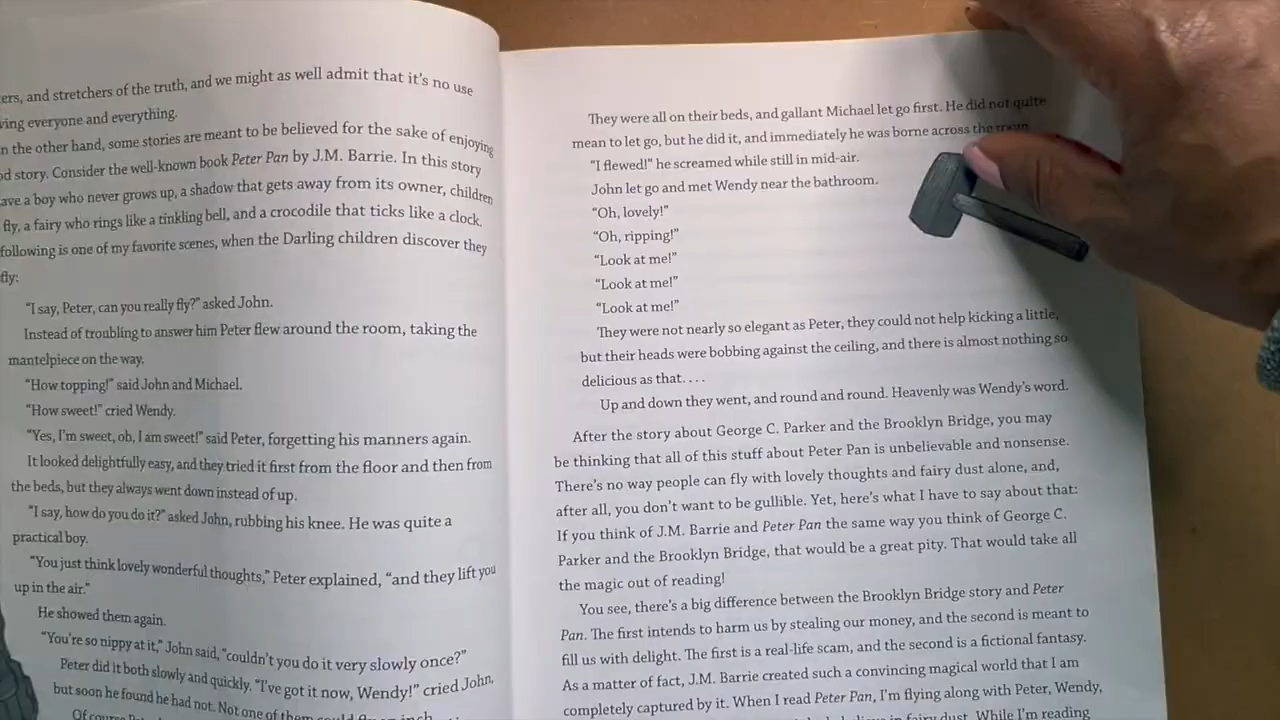 ers, and stretchers of the truth, and we might as well admit that it's no use
ving everyone and everything.
n the other hand, some stories are meant to be believed for the sake of enjoying
od story. Consider the well-known book Peter Pan by J.M. Barrie. In this story
ave a boy who never grows up, a shadow that gets away from its owner, children
fly, a fairy who rings like a tinkling bell, and a crocodile that ticks like a clock.
following is one of my favorite scenes, when the Darling children discover they
fly:
"I say, Peter, can you really fly?" asked John.
Instead of troubling to answer him Peter flew around the room, taking the
mantelpiece on the way.
"How topping!" said John and Michael.
"How sweet!" cried Wendy.
"Yes, I'm sweet, oh, I am sweet!" said Peter, forgetting his manners again.
It looked delightfully easy, and they tried it first from the floor and then from
the beds, but they always went down instead of up.
"I say, how do you do it?" asked John, rubbing his knee. He was quite a
practical boy.
"You just think lovely wonderful thoughts," Peter explained, "and they lift you
up in the air."
He showed them again.
"You're so nippy at it," John said, "couldn't you do it very slowly once?"
Peter did it both slowly and quickly. "I've got it now, Wendy!" cried John,
but soon he found he had not. Not one of them could fly an inch
Of course
They were all on their beds, and gallant Michael let go first. He did not quite
mean to let go, but he did it, and immediately he was borne across the room.
"I flewed!" he screamed while still in mid-air.
John let go and met Wendy near the bathroom.
"Oh, lovely!"
"Oh, ripping!"
"Look at me!"
"Look at me!"
"Look at me!"
They were not nearly so elegant as Peter, they could not help kicking a little,
but their heads were bobbing against the ceiling, and there is almost nothing so
delicious as that. . . .
Up and down they went, and round and round. Heavenly was Wendy's word.
After the story about George C. Parker and the Brooklyn Bridge, you may
be thinking that all of this stuff about Peter Pan is unbelievable and nonsense.
There's no way people can fly with lovely thoughts and fairy dust alone, and,
after all, you don't want to be gullible. Yet, here's what I have to say about that:
If you think of J.M. Barrie and Peter Pan the same way you think of George C.
Parker and the Brooklyn Bridge, that would be a great pity. That would take all
the magic out of reading!
You see, there's a big difference between the Brooklyn Bridge story and Peter
Pan. The first intends to harm us by stealing our money, and the second is meant to
fill us with delight. The first is a real-life scam, and the second is a fictional fantasy.
As a matter of fact, J.M. Barrie created such a convincing magical world that I am
completely captured by it. When I read Peter Pan, I'm flying along with Peter, Wendy,
believe in fairy dust. While I'm reading